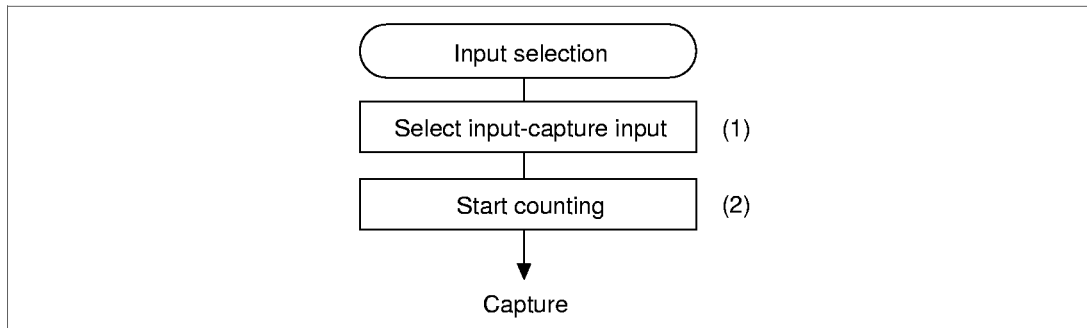 Input selection
Select input-capture input (1)
Start counting (2)
Capture